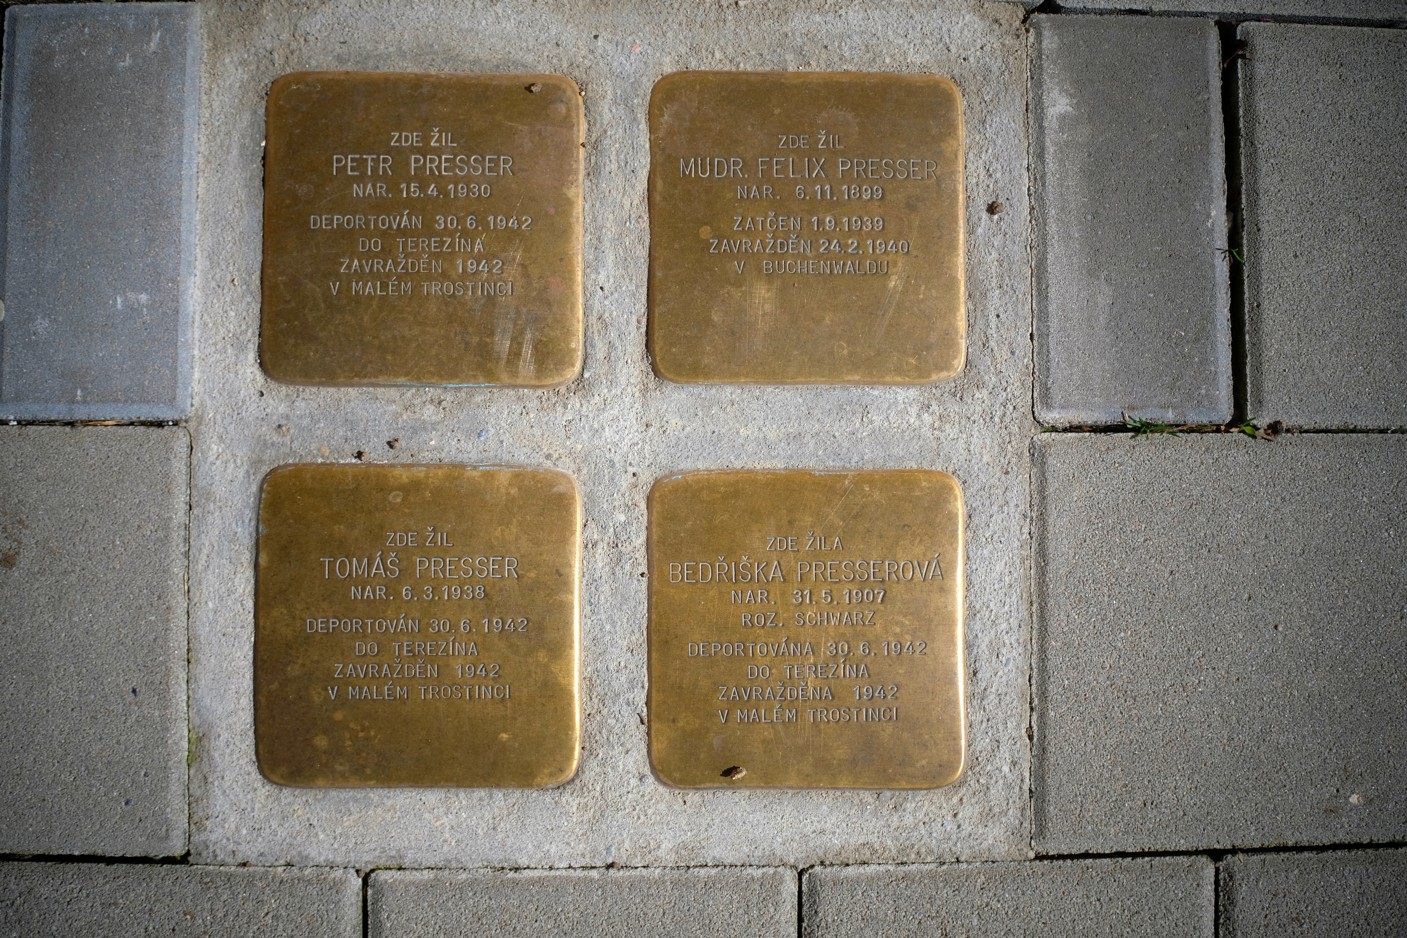 ZDE ŽIL
PETR PRESSER
NAR. 15.4.1930
DEPORTOVÁN 30.6.1942
DO TEREZÍNA
ZAVRAŽDĚN 1942
V MALÉM TROSTINCI
ZDE ŽIL
MUDR. FELIX PRESSER
NAR. 6.11.1899
ZATČEN 1.9.1939
ZAVRAŽDĚN 24.2.1940
V BUCHENWALDU
ZDE ŽIL
TOMÁŠ PRESSER
NAR. 6.3.1938
DEPORTOVÁN 30.6.1942
DO TEREZÍNA
ZAVRAŽDĚN 1942
V MALÉM TROSTINCI
ZDE ŽILA
BEDŘIŠKA PRESSEROVÁ
NAR. 31.5.1907
ROZ. SCHWARZ
DEPORTOVÁNA 30.6.1942
DO TEREZÍNA
ZAVRAŽDĚNA 1942
V MALÉM TROSTINCI